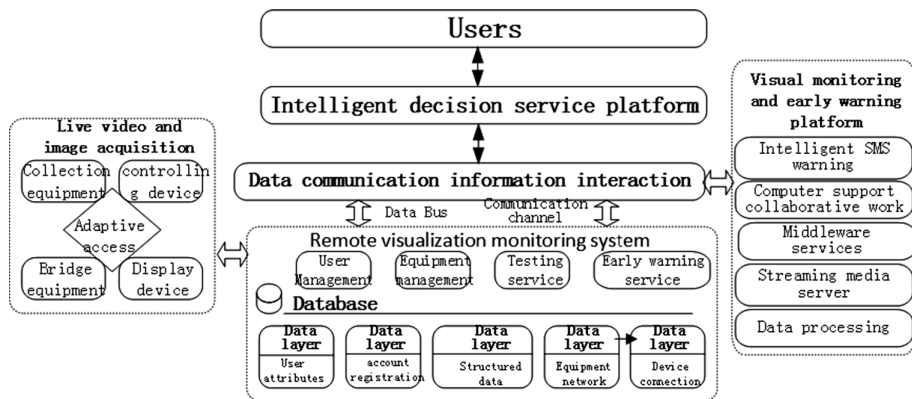 Users
Intelligent decision service platform
Data communication information interaction
Data Bus
Communication
channel
Live video and
image acquisition
Collection
equipment
controllin
g device
Adaptive
access
Bridge
equipment
Display
device
Remote visualization monitoring system
User
Management
Equipment
management
Testing
service
Early warning
service
Database
Data
layer
User
attributes
Data
layer
account
registration
Data
layer
Structured
data
Data
layer
Equipment
network
Data
layer
Device
connection
Visual monitoring
and early warning
platform
Intelligent SMS
warning
Computer support
collaborative work
Middleware
services
Streaming media
server
Data processing